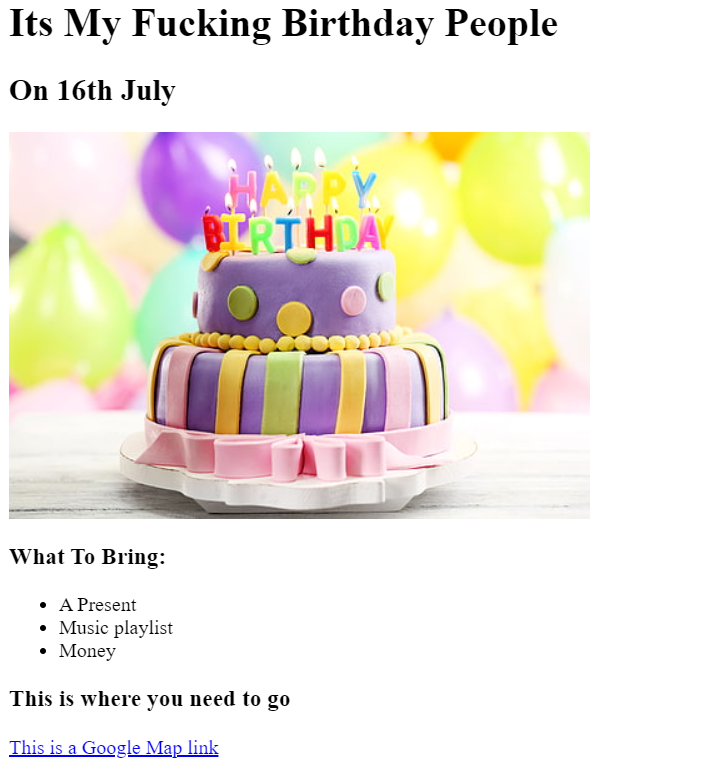 Its My Fucking Birthday People
On 16th July
HAPPY
BIRTHDAY
What To Bring:
A Present
Music playlist
Money
This is where you need to go
This is a Google Map link